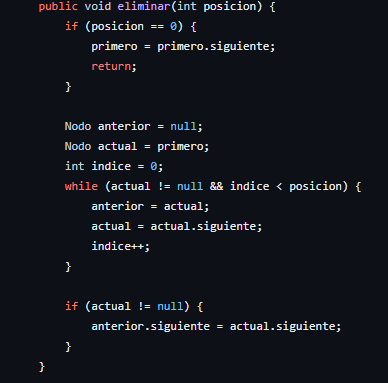 public void eliminar(int posicion) {
    if (posicion == 0) {
        primero = primero.siguiente;
        return;
    }

    Nodo anterior = null;
    Nodo actual = primero;
    int indice = 0;
    while (actual != null && indice < posicion) {
        anterior = actual;
        actual = actual.siguiente;
        indice++;
    }

    if (actual != null) {
        anterior.siguiente = actual.siguiente;
    }
}